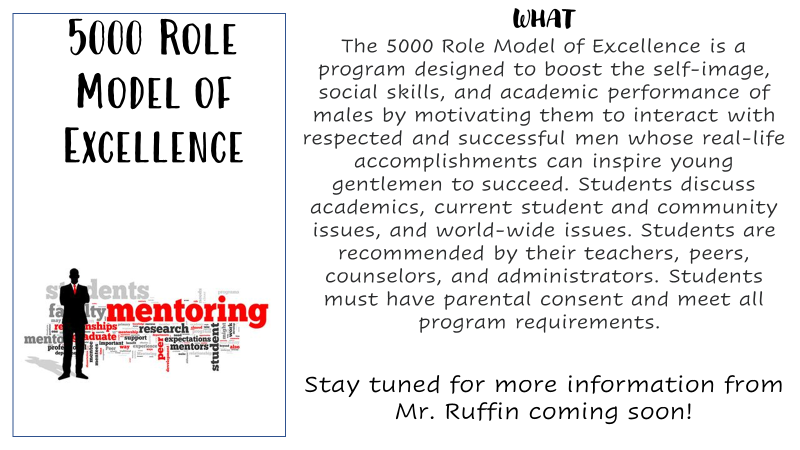 5000 Role
Model of
Excellence
students
faculty
mentoring
relationships
research
graduate
important
support
expectations
mentors
peer
student
WHAT
The 5000 Role Model of Excellence is a
program designed to boost the self-image,
social skills, and academic performance of
males by motivating them to interact with
respected and successful men whose real-life
accomplishments can inspire young
gentlemen to succeed. Students discuss
academics, current student and community
issues, and world-wide issues. Students are
recommended by their teachers, peers,
counselors, and administrators. Students
must have parental consent and meet all
program requirements.
Stay tuned for more information from
Mr. Ruffin coming soon!